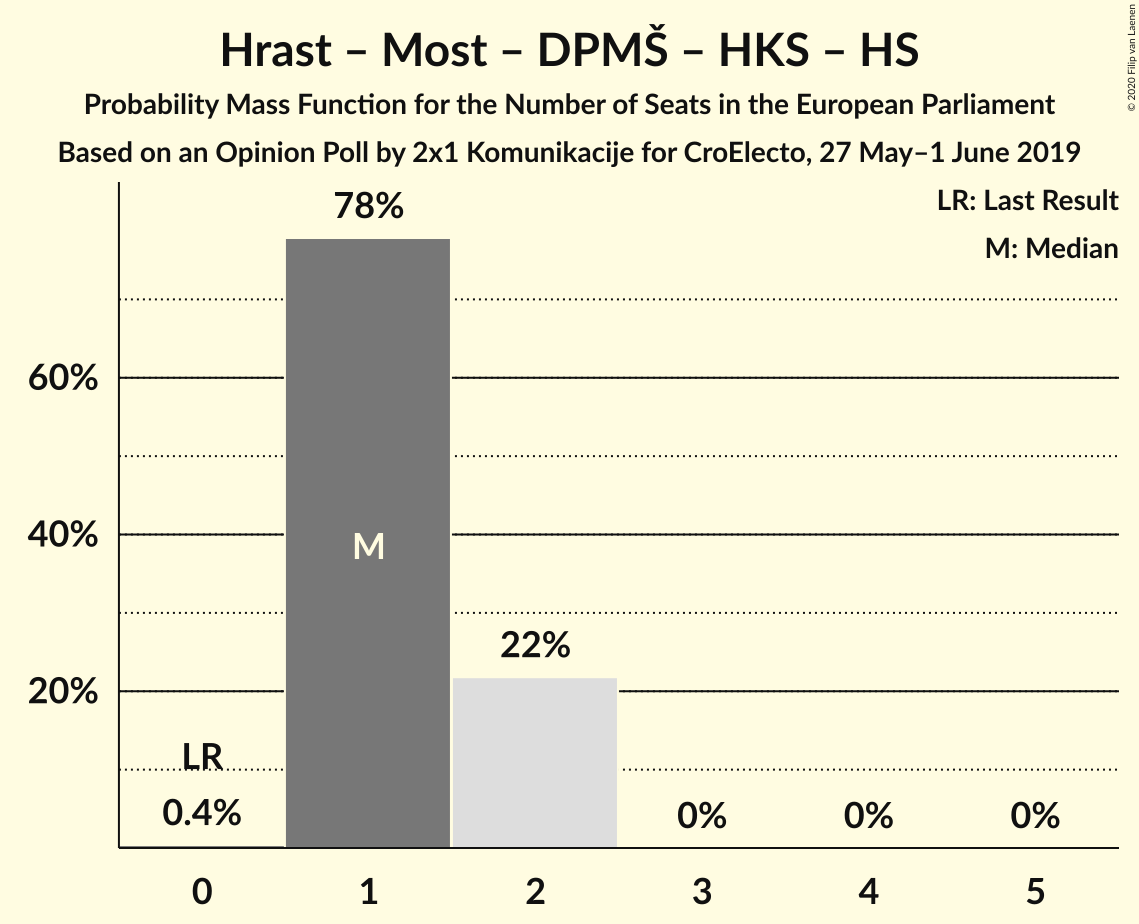 Hrast – Most – DPMŠ – HKS – HS
Probability Mass Function for the Number of Seats in the European Parliament
Based on an Opinion Poll by 2x1 Komunikacije for CroElecto, 27 May–1 June 2019
© 2020 Filip van Laenen
LR: Last Result
M: Median
78%
60%
40%
M
22%
20%
LR
0.4%
0%
0%
0%
0
1
2
3
4
5